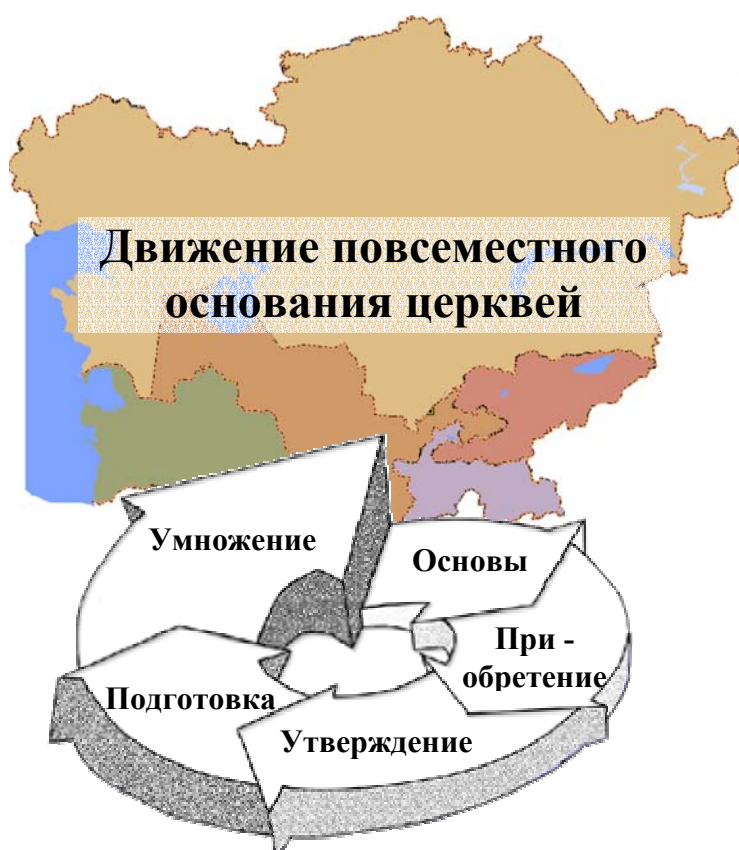 Движение повсеместного
основания церквей
Умножение
Основы
При -
обретение
Подготовка
Утверждение